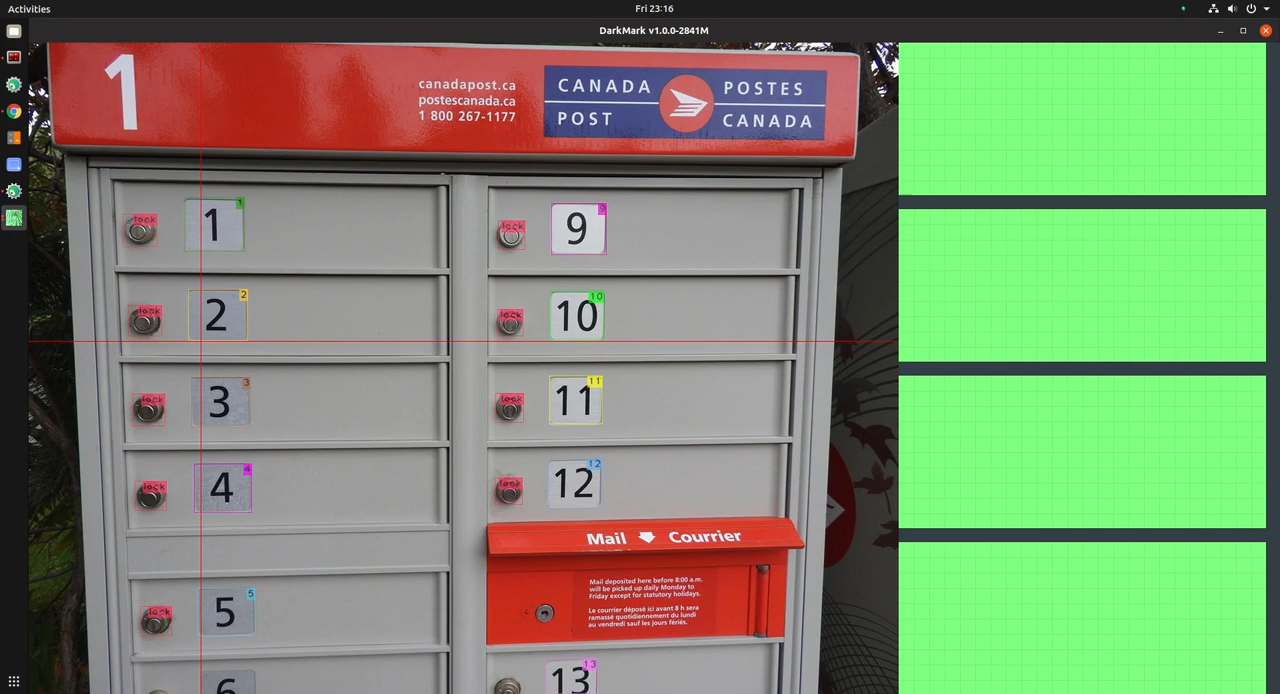 Activities
Fri 23:16
DarkMark v1.0.0-2841M
1
canadapost.ca
postescanada.ca
1 800 267-1177
CANADA POST
POSTES CANADA
lock
1
1
lock
9
9
lock
2
2
lock
10
10
lock
3
3
lock
11
11
lock
4
4
lock
12
12
Mail Courrier
Mail deposited here before 8:00 a.m.
will be picked up daily Monday to
Friday except for statutory holidays.
Le courrier déposé ici avant 8 h sera
ramassé quotidiennement du lundi
au vendredi sauf les jours fériés.
lock
5
5
6
13
13